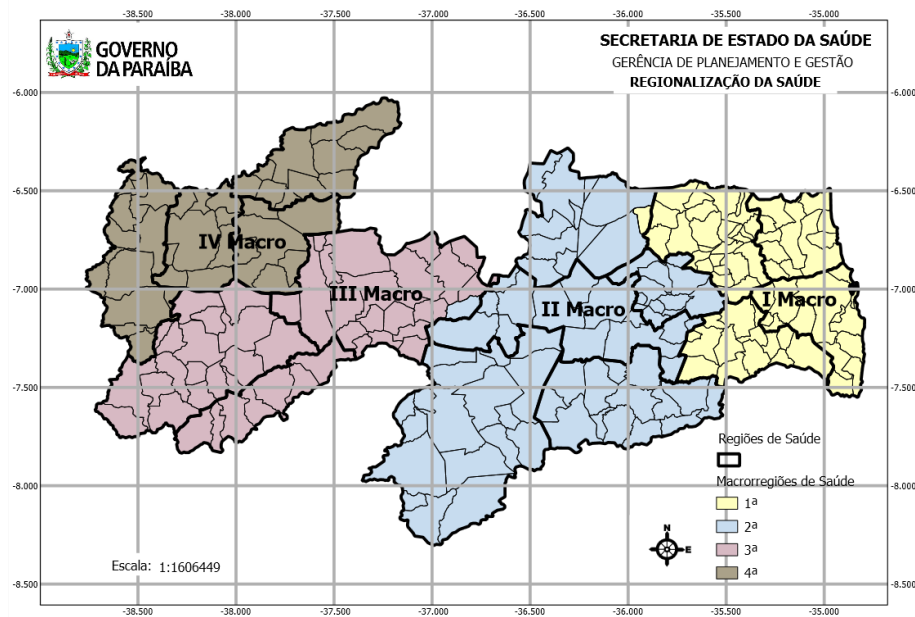 -38.500 -38.000 -37.500 -37.000 -36.500 -36.000 -35.500 -35.000
GOVERNO
DA PARAÍBA
SECRETARIA DE ESTADO DA SAÚDE
GERÊNCIA DE PLANEJAMENTO E GESTÃO
REGIONALIZAÇÃO DA SAÚDE
-6.000 -6.000
-6.500 -6.500
IV Macro
-7.000 -7.000
III Macro
II Macro
I Macro
-7.500 -7.500
Regiões de Saúde
Macrorregiões de Saúde
-8.000 -8.000
1ª
2ª
3ª
4ª
N
E
Escala: 1:1606449
-8.500 -8.500
-38.500 -38.000 -37.500 -37.000 -36.500 -36.000 -35.500 -35.000